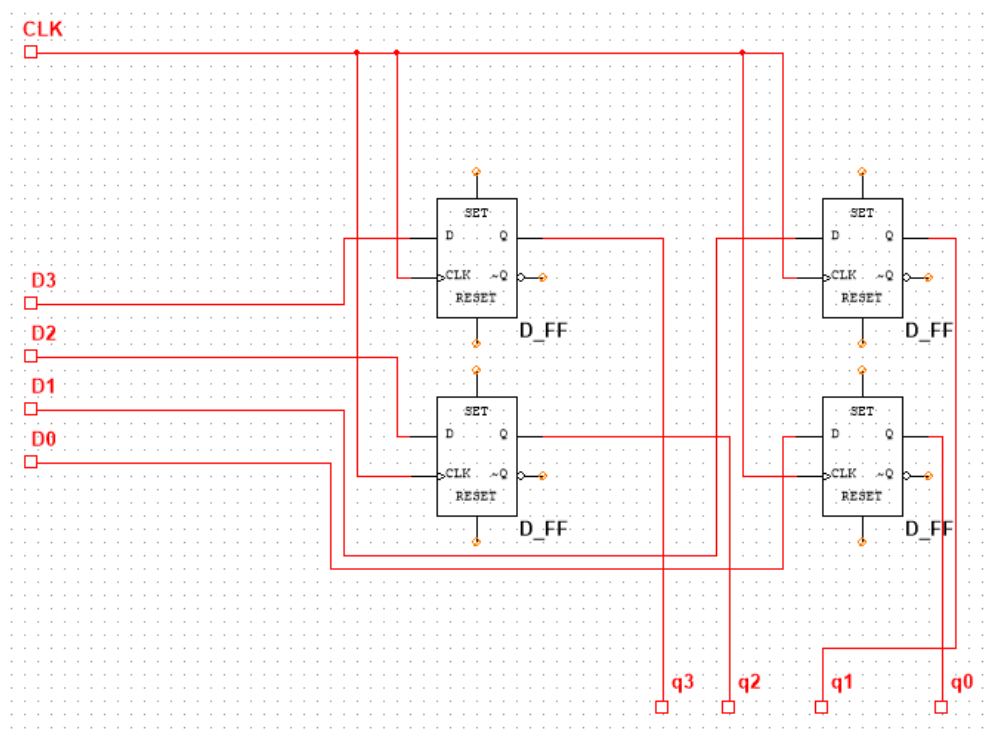 CLK
SET
D Q
CLK ~Q
RESET
D_FF
SET
D Q
CLK ~Q
RESET
D_FF
D3
D2
D1
D0
SET
D Q
CLK ~Q
RESET
D_FF
SET
D Q
CLK ~Q
RESET
D_FF
q3 q2 q1 q0